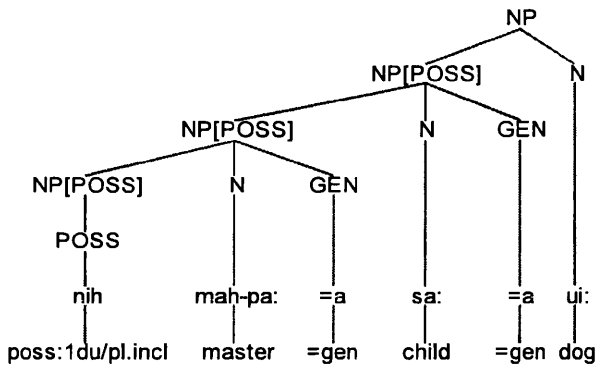 NP
NP[POSS] N
NP[POSS] N GEN
NP[POSS] N GEN
POSS
nih mah-pa: =a sa: =a ui:
poss:1du/pl.incl master =gen child =gen dog